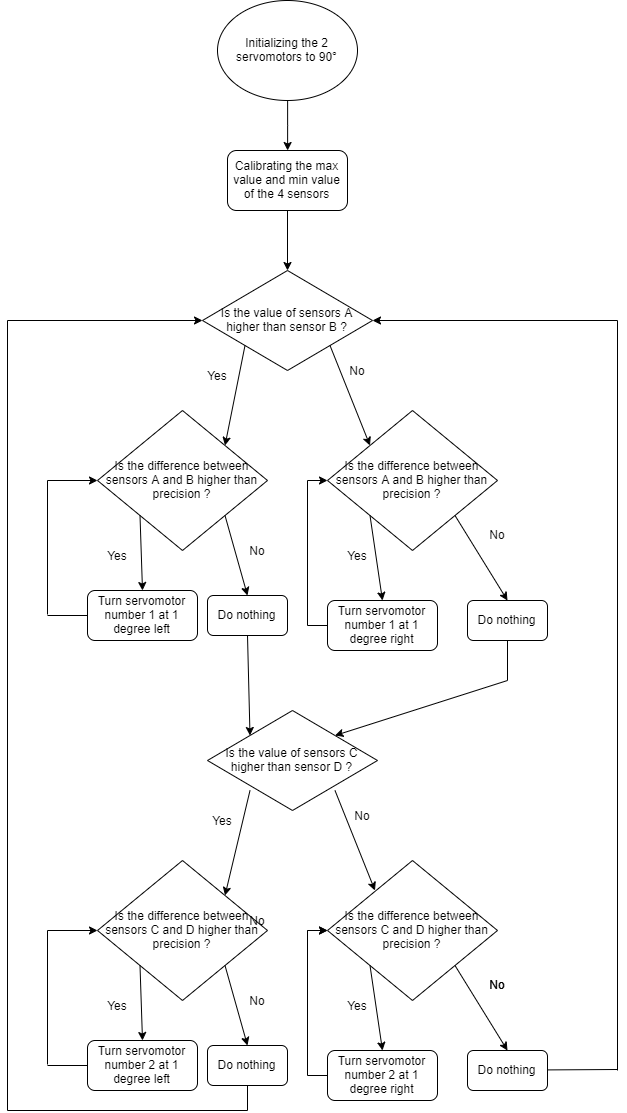 Initializing the 2
servomotors to 90°
Calibrating the max
value and min value
of the 4 sensors
Is the value of sensors A
higher than sensor B ?
Yes
No
Is the difference between
sensors A and B higher than
precision ?
Is the difference between
sensors A and B higher than
precision ?
Yes
No
Yes
No
Turn servomotor
number 1 at 1
degree left
Do nothing
Turn servomotor
number 1 at 1
degree right
Do nothing
Is the value of sensors C
higher than sensor D ?
Yes
No
Is the difference between
sensors C and D higher than
precision ?
No
Is the difference between
sensors C and D higher than
precision ?
Yes
No
Yes
No
Turn servomotor
number 2 at 1
degree left
Do nothing
Turn servomotor
number 2 at 1
degree right
Do nothing